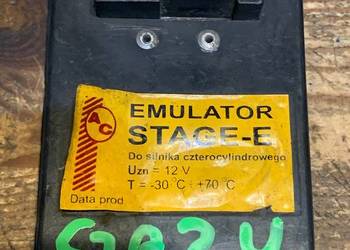 AC
EMULATOR
STAGE-E
Do silnika czterocylindrowego
Uzn = 12 V
T = -30 °C ÷ +70 °C
Data prod